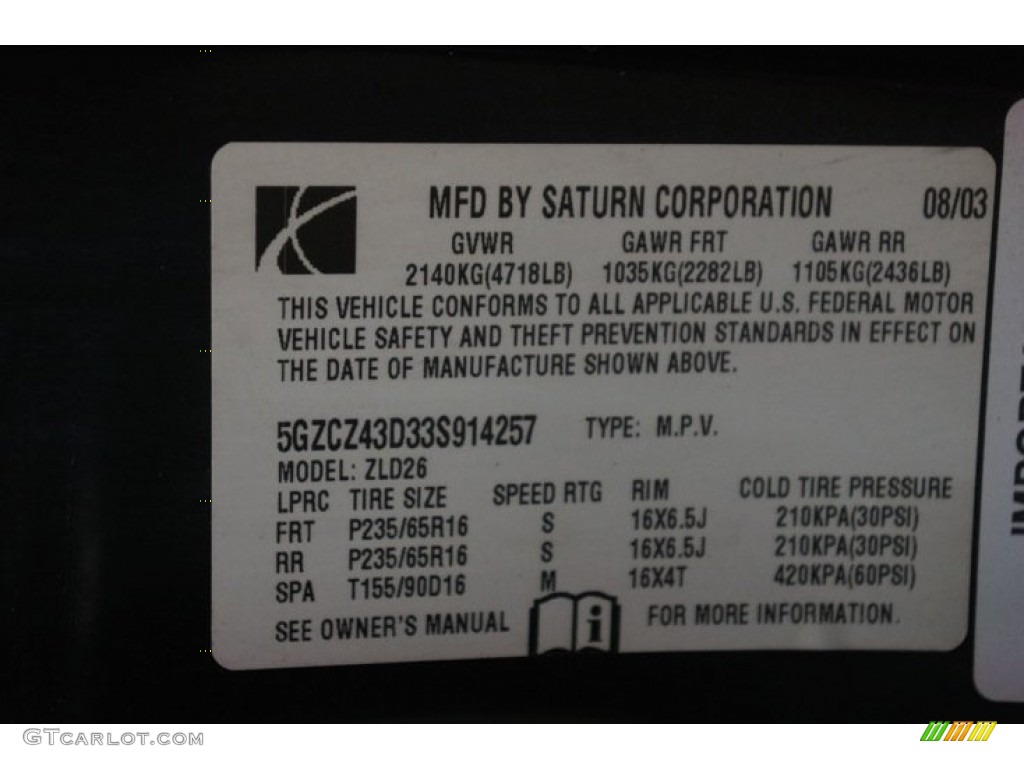 MFD BY SATURN CORPORATION 08/03
GVWR GAWR FRT GAWR RR
2140KG(4718LB) 1035KG(2282LB) 1105KG(2436LB)
THIS VEHICLE CONFORMS TO ALL APPLICABLE U.S. FEDERAL MOTOR
VEHICLE SAFETY AND THEFT PREVENTION STANDARDS IN EFFECT ON
THE DATE OF MANUFACTURE SHOWN ABOVE.
5GZCZ43D33S914257 TYPE: M.P.V.
MODEL: ZLD26
LPRC TIRE SIZE SPEED RTG RIM COLD TIRE PRESSURE
FRT P235/65R16 S 16X6.5J 210KPA(30PSI)
RR P235/65R16 S 16X6.5J 210KPA(30PSI)
SPA T155/90D16 M 16X4T 420KPA(60PSI)
SEE OWNER'S MANUAL i FOR MORE INFORMATION.
GTCARLOT.COM